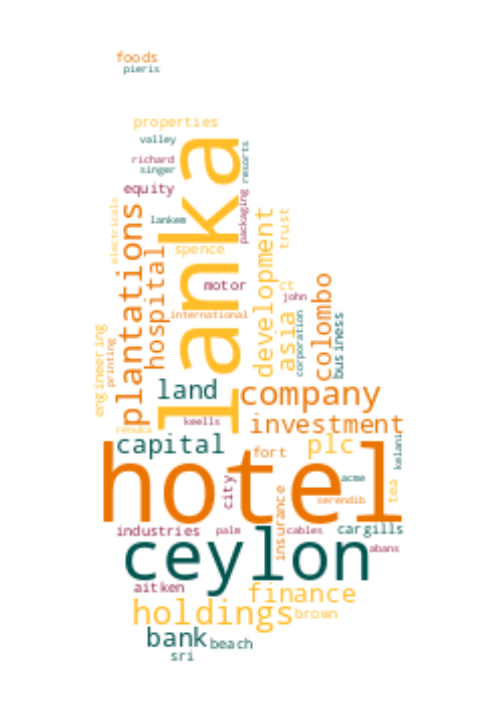 foods
pieris
properties
valley
richard
singer
resorts
equity
electricals
plantations
lankem
packaging
lanka
trust
spence
hospital
development
motor
ct
john
international
colombo
asia
corporation
business
engineering
printing
land
company
keells
investment
renuka
capital
fort
plc
kelani
hotel
city
acme
tea
serendib
insurance
industries
palm
cables
cargills
ceylon
abans
aitken
finance
holdings
brown
bank
beach
sri